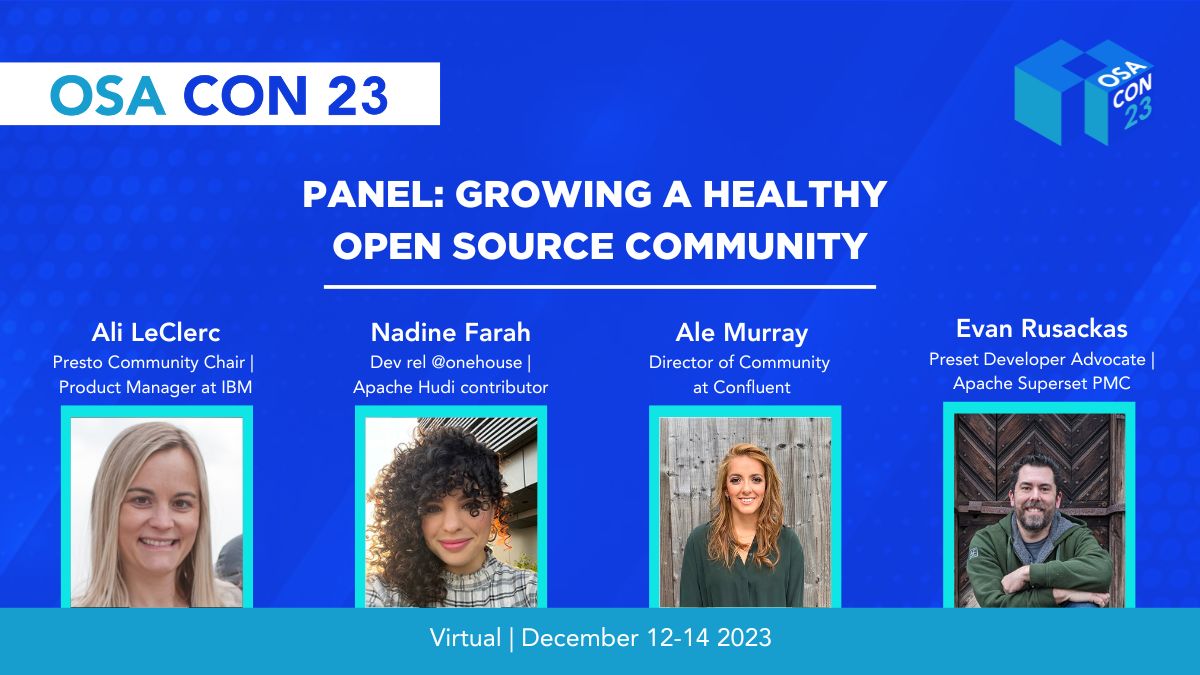 OSA CON 23
OSA
CON
23
PANEL: GROWING A HEALTHY
OPEN SOURCE COMMUNITY
Ali LeClerc
Presto Community Chair |
Product Manager at IBM
Nadine Farah
Dev rel @onehouse |
Apache Hudi contributor
Ale Murray
Director of Community
at Confluent
Evan Rusackas
Preset Developer Advocate |
Apache Superset PMC
Virtual | December 12-14 2023